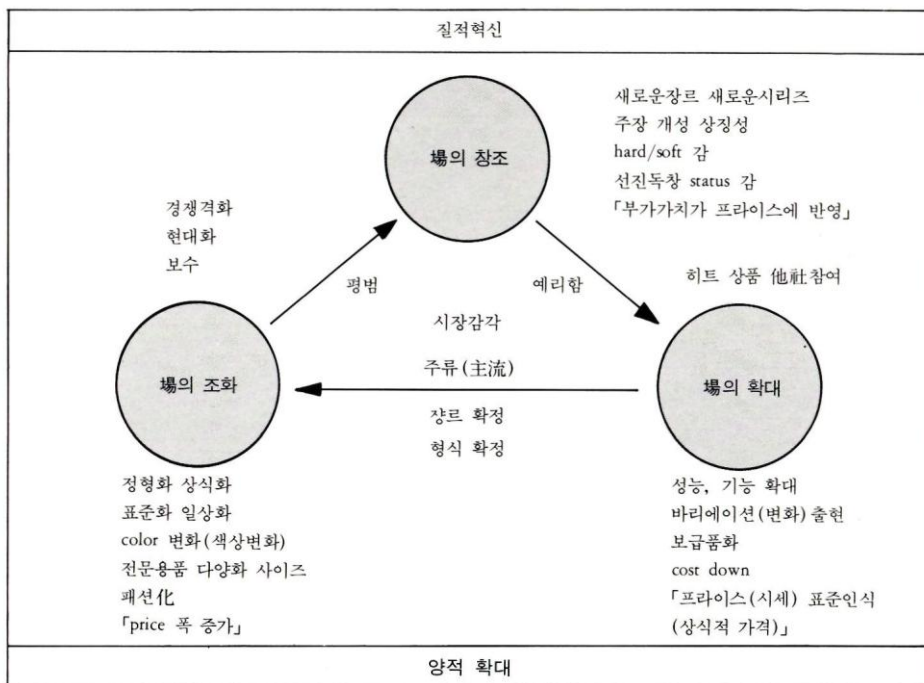 질적혁신
場의 창조
새로운장르 새로운시리즈
주장 개성 상징성
hard/soft 감
선진독창 status 감
「부가가치가 프라이스에 반영」
경쟁격화
현대화
보수
평범
예리함
히트 상품 他社참여
시장감각
주류(主流)
場의 조화
場의 확대
쟝르 확정
형식 확정
정형화 상식화
표준화 일상화
color 변화(색상변화)
전문용품 다양화 사이즈
패션化
「price 폭 증가」
성능, 기능 확대
바리에이션(변화)출현
보급품화
cost down
「프라이스(시세) 표준인식
(상식적 가격)」
양적 확대